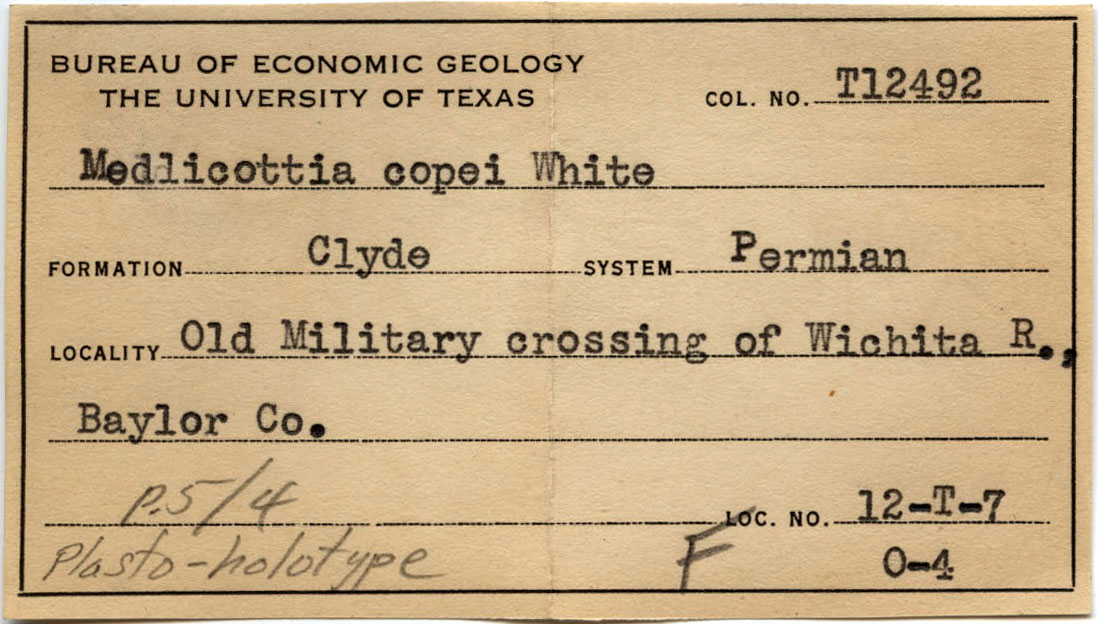 BUREAU OF ECONOMIC GEOLOGY
THE UNIVERSITY OF TEXAS
COL. NO. T12492
Medlicottia copei White
FORMATION Clyde SYSTEM Permian
LOCALITY Old Military crossing of Wichita R.,
Baylor Co.
p.5/4 LOC. NO. 12-T-7
Plasto-holotype F O-4